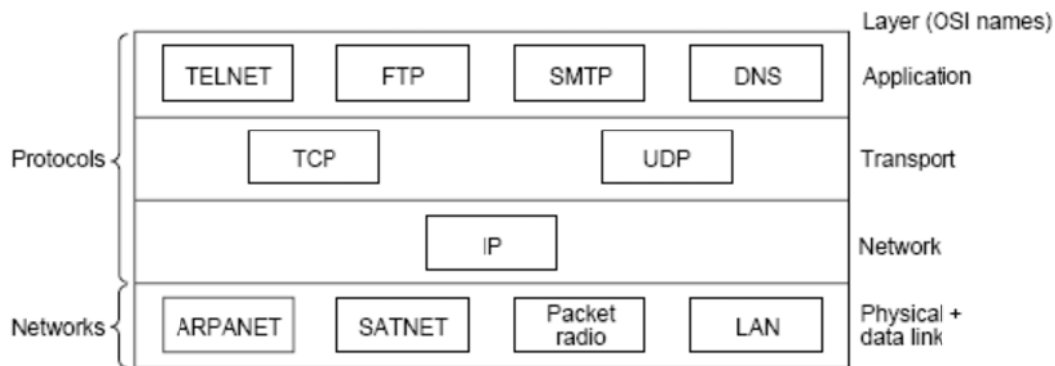 Layer (OSI names)
TELNET FTP SMTP DNS Application
Protocols TCP UDP Transport
IP Network
Networks ARPANET SATNET Packet radio LAN Physical + data link